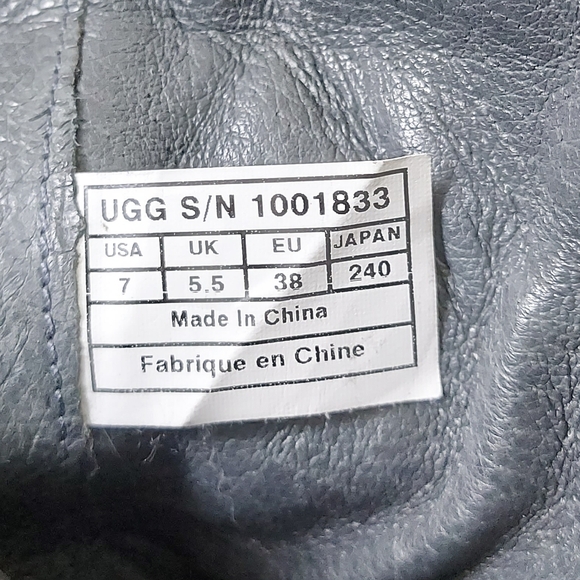 UGG S/N 1001833
USA UK EU JAPAN
7 5.5 38 240
Made In China
Fabrique en Chine